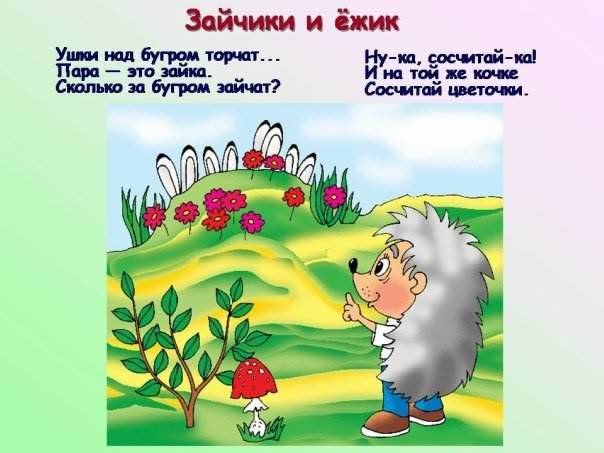 Зайчики и ёжик
Ушки над бугром торчат...
Пара — это зайка.
Сколько за бугром зайчат?
Ну-ка, сосчитай-ка!
И на той же кочке
Сосчитай цветочки.